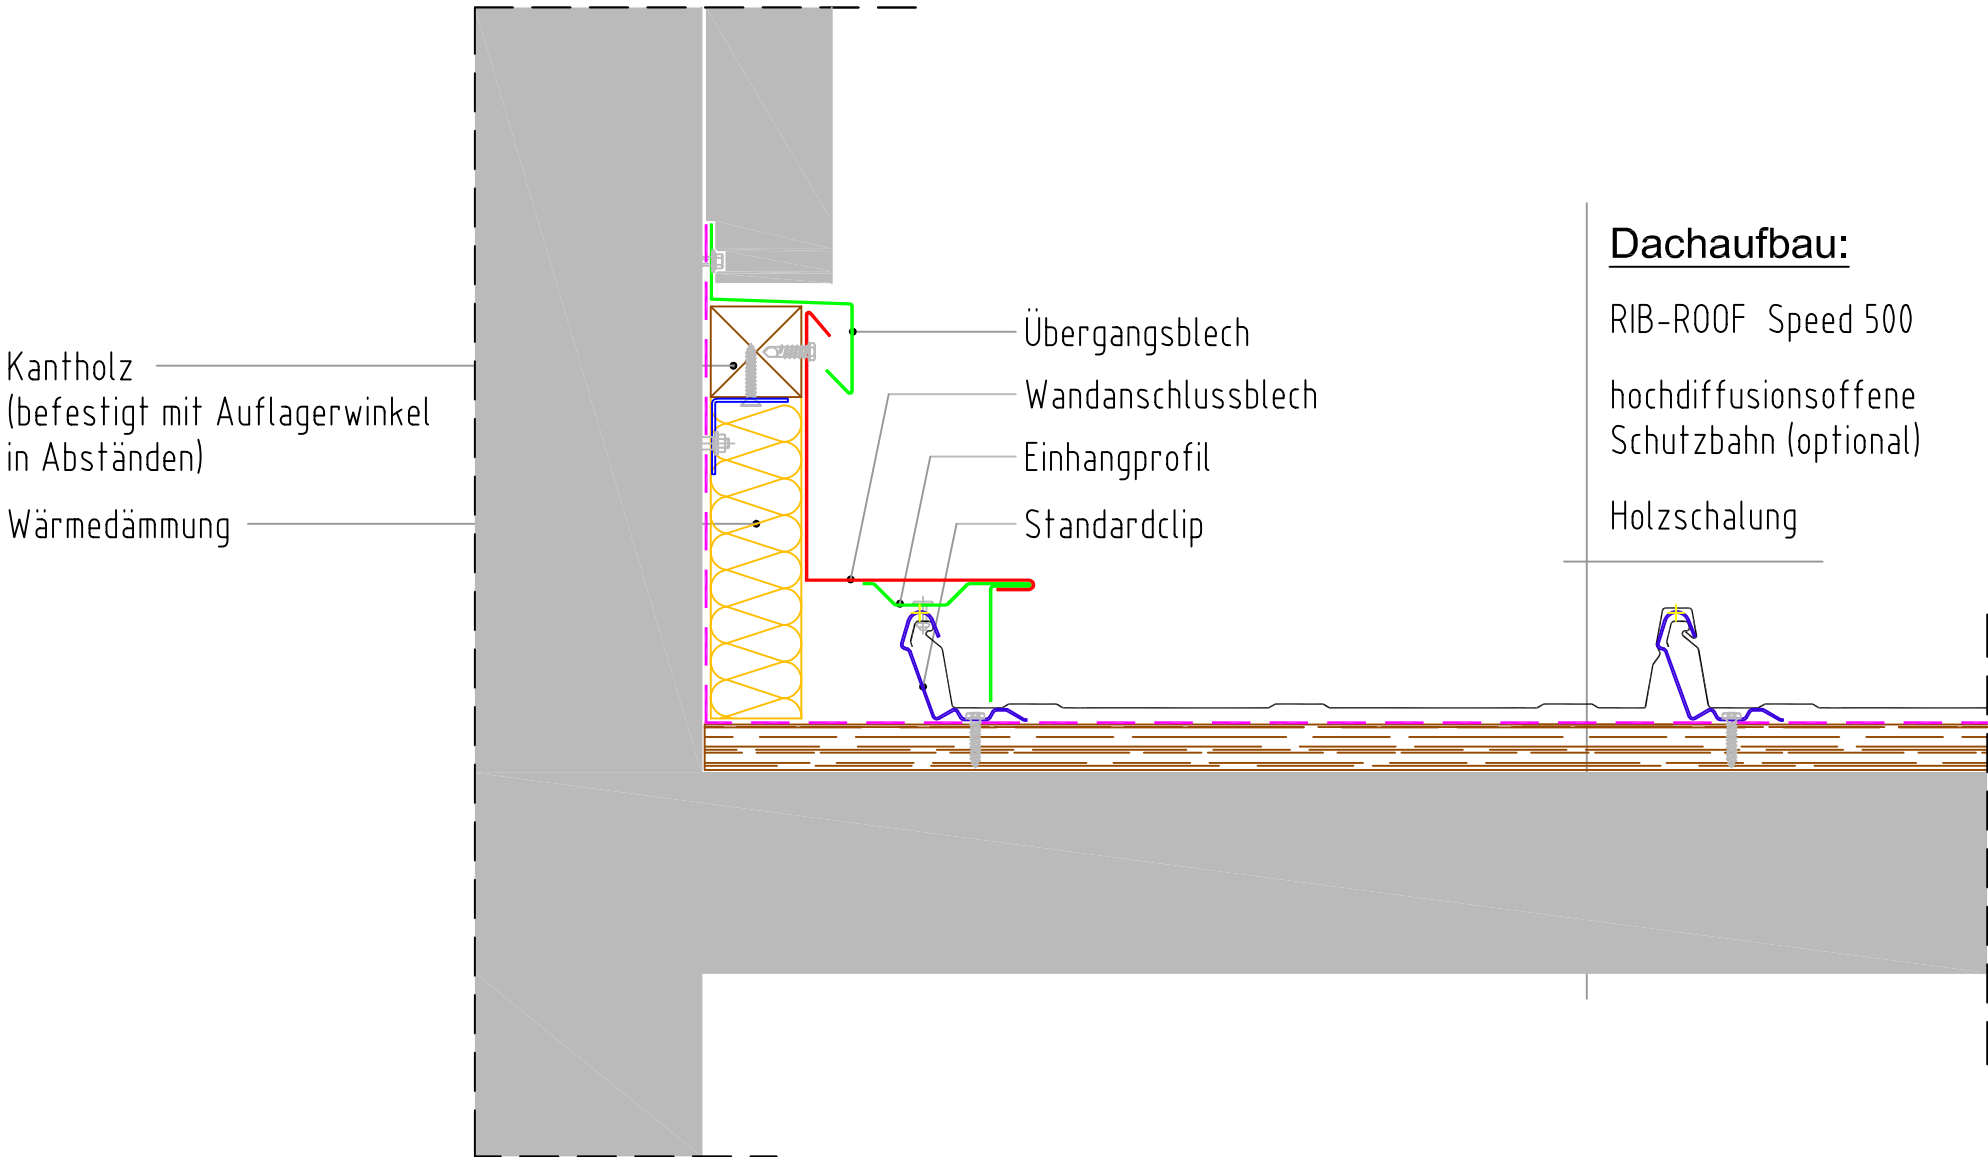 Kantholz
(befestigt mit Auflagerwinkel
in Abständen)
Wärmedämmung
Übergangsblech
Wandanschlussblech
Einhangprofil
Standardclip
Dachaufbau:
RIB-ROOF Speed 500
hochdiffusionsoffene
Schutzbahn (optional)
Holzschalung